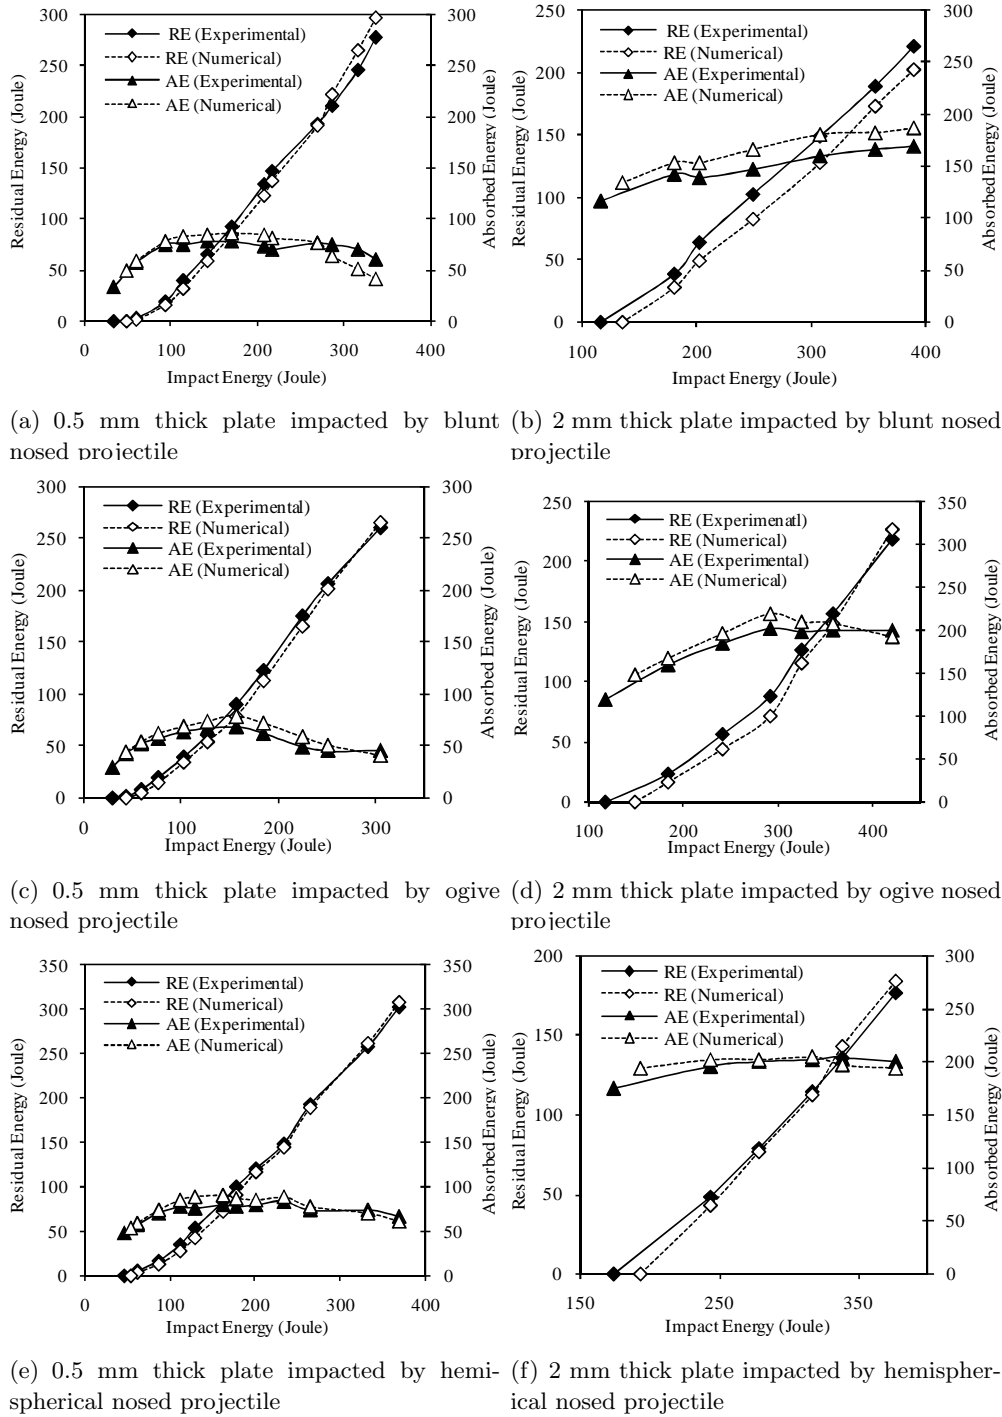 RE (Experimental)
RE (Numerical)
AE (Experimental)
AE (Numerical)
Residual Energy (Joule)
Absorbed Energy (Joule)
300
250
200
150
100
50
0
300
250
200
150
100
50
0
0 100 200 300 400
Impact Energy (Joule)
(a) 0.5 mm thick plate impacted by blunt
nosed projectile
RE (Experimental)
RE (Numerical)
AE (Experimental)
AE (Numerical)
Residual Energy (Joule)
Absorbed Energy (Joule)
250
200
150
100
50
0
300
250
200
150
100
50
0
100 200 300 400
Impact Energy (Joule)
(b) 2 mm thick plate impacted by blunt nosed
projectile
RE (Experimental)
RE (Numerical)
AE (Experimental)
AE (Numerical)
Residual Energy (Joule)
Absorbed Energy (Joule)
300
250
200
150
100
50
0
300
250
200
150
100
50
0
0 100 200 300
Impact Energy (Joule)
(c) 0.5 mm thick plate impacted by ogive
nosed projectile
RE (Experimenatl)
RE (Numerical)
AE (Experimental)
AE (Numerical)
Residual Energy (Joule)
Absorbed Energy (Joule)
250
200
150
100
50
0
350
300
250
200
150
100
50
0
100 200 300 400
Impact Energy (Joule)
(d) 2 mm thick plate impacted by ogive nosed
projectile
RE (Experimental)
RE (Numerical)
AE (Experimental)
AE (Numerical)
Residual Energy (Joule)
Absorbed Energy (Joule)
350
300
250
200
150
100
50
0
350
300
250
200
150
100
50
0
0 100 200 300 400
Impact Energy (Joule)
(e) 0.5 mm thick plate impacted by hemi-
spherical nosed projectile
RE (Experimental)
RE (Numerical)
AE (Experimental)
AE (Numerical)
Residual Energy (Joule)
Absorbed Energy (Joule)
200
150
100
50
0
300
250
200
150
100
50
0
150 250 350
Impact Energy (Joule)
(f) 2 mm thick plate impacted by hemispher-
ical nosed projectile